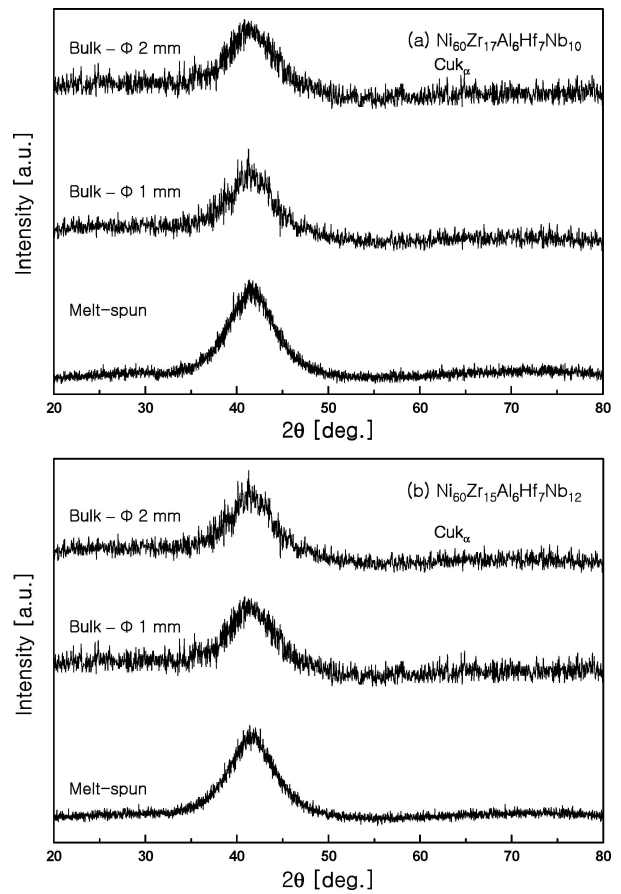 (a) Ni₆₀Zr₁₇Al₆Hf₇Nb₁₀
Cukα
Bulk – Φ 2 mm
Bulk – Φ 1 mm
Melt-spun
Intensity [a.u.]
20 30 40 50 60 70 80
2θ [deg.]
(b) Ni₆₀Zr₁₅Al₆Hf₇Nb₁₂
Cukα
Bulk – Φ 2 mm
Bulk – Φ 1 mm
Melt-spun
Intensity [a.u.]
20 30 40 50 60 70 80
2θ [deg.]